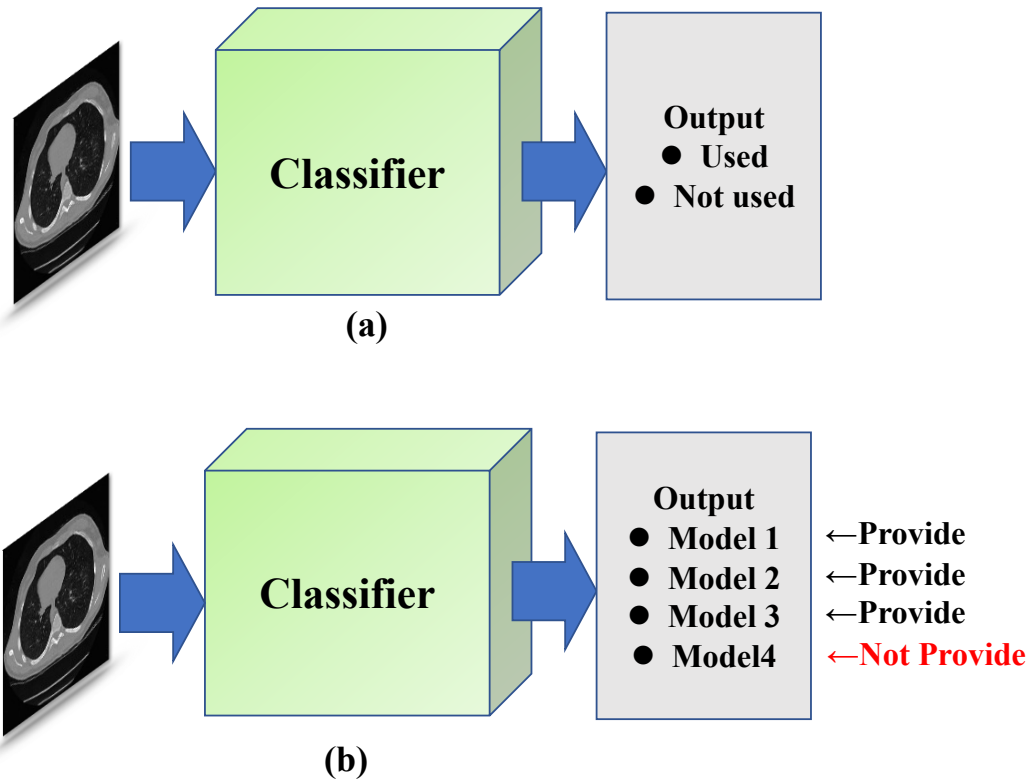 Classifier
Output
● Used
● Not used
(a)
Classifier
Output
● Model 1 ←Provide
● Model 2 ←Provide
● Model 3 ←Provide
● Model4 ←Not Provide
(b)